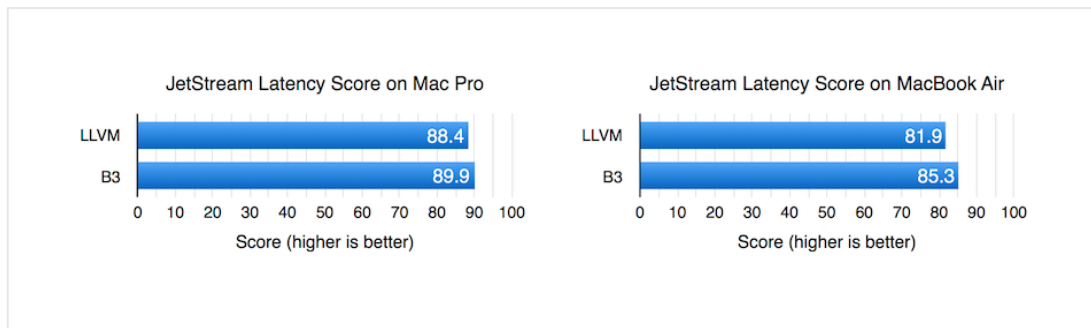 JetStream Latency Score on Mac Pro
LLVM 88.4
B3 89.9
0 10 20 30 40 50 60 70 80 90 100
Score (higher is better)
JetStream Latency Score on MacBook Air
LLVM 81.9
B3 85.3
0 10 20 30 40 50 60 70 80 90 100
Score (higher is better)